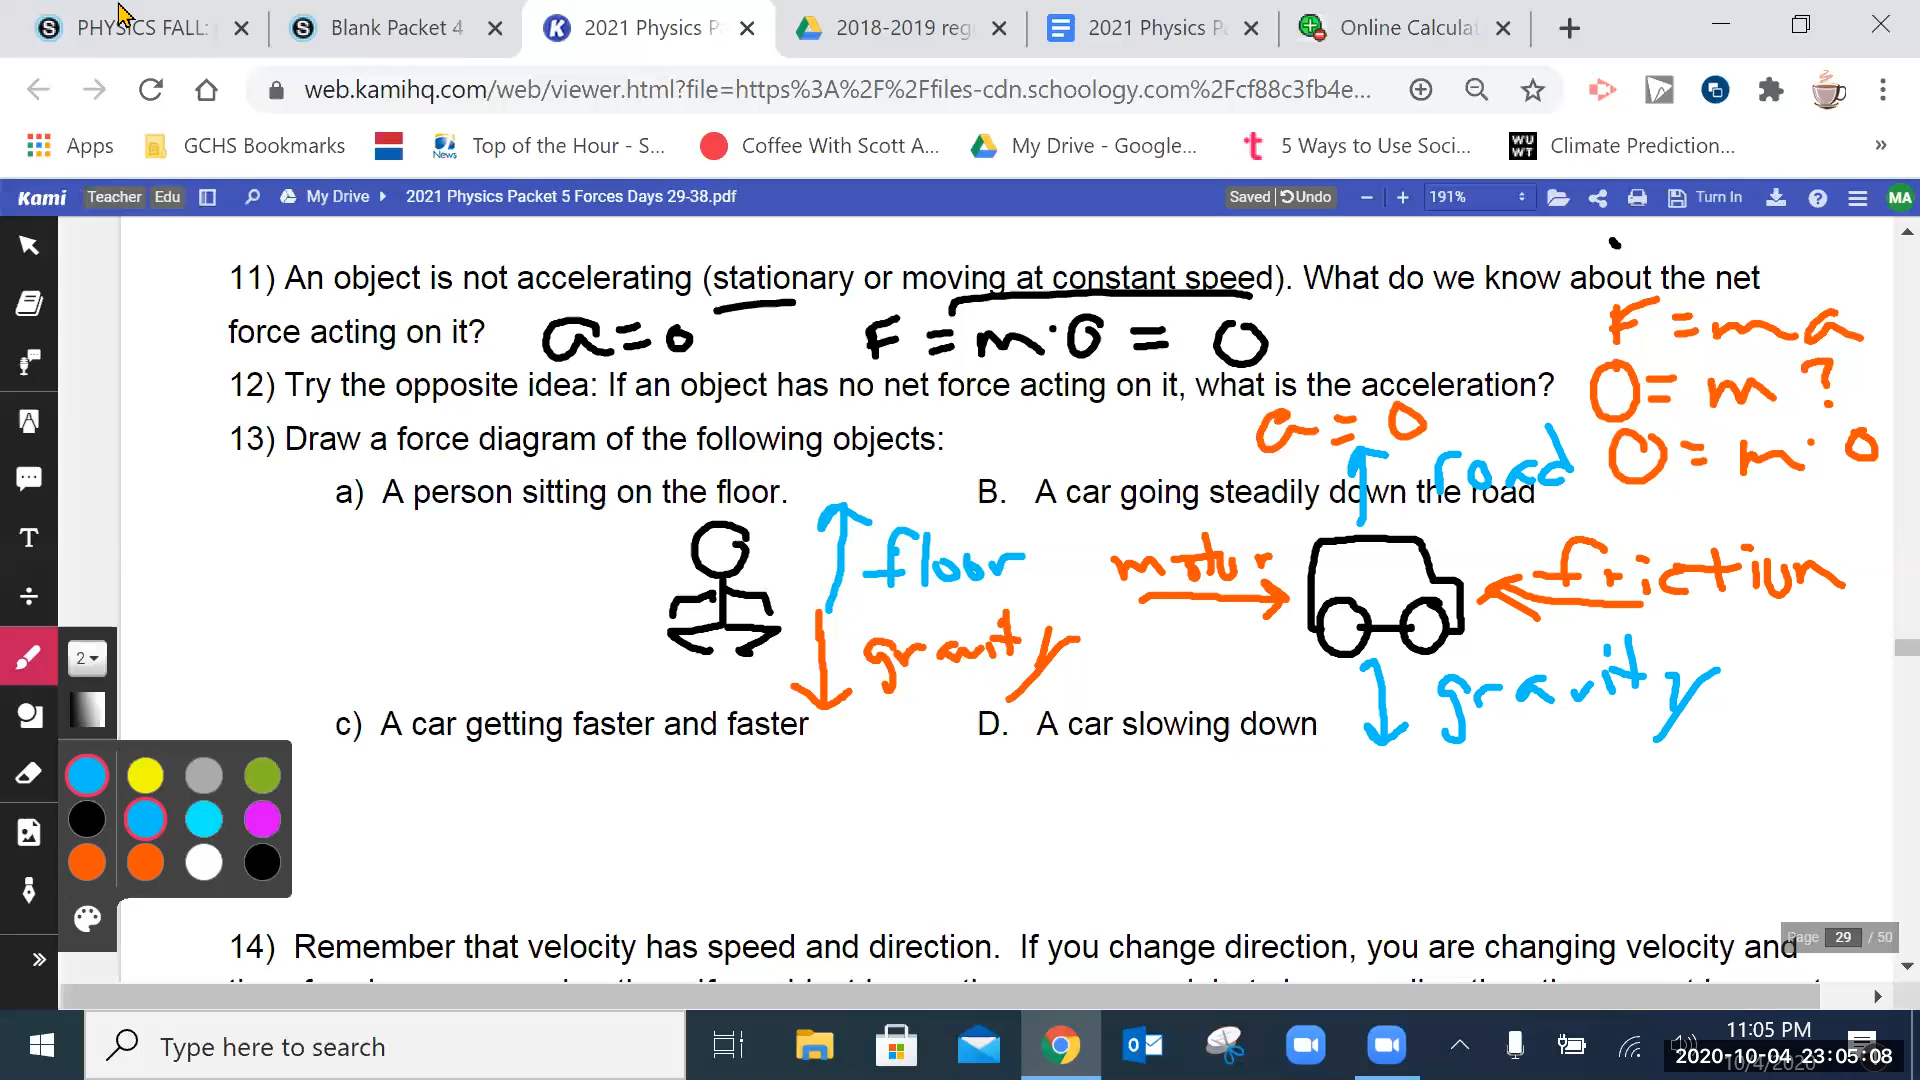 PHYSICS FALL:
Blank Packet 4
2021 Physics P
2018-2019 reg
2021 Physics P
Online Calculat
web.kamihq.com/web/viewer.html?file=https%3A%2F%2Ffiles-cdn.schoology.com%2Fcf88c3fb4e...
Apps
GCHS Bookmarks
News
Top of the Hour - S...
Coffee With Scott A...
My Drive - Google...
t
5 Ways to Use Soci...
WU WT
Climate Prediction...
»
Kami Teacher Edu
My Drive
2021 Physics Packet 5 Forces Days 29-38.pdf
Saved Undo
191%
Turn In
MA
11) An object is not accelerating (stationary or moving at constant speed). What do we know about the net
force acting on it?
a = 0
F = m · 0 = 0
F = m a
12) Try the opposite idea: If an object has no net force acting on it, what is the acceleration?
0 = m ?
13) Draw a force diagram of the following objects:
a = 0
0 = m · 0
a) A person sitting on the floor.
B. A car going steadily down the road
road
floor
motor
friction
gravity
gravity
c) A car getting faster and faster
D. A car slowing down
2
14) Remember that velocity has speed and direction. If you change direction, you are changing velocity and
Page 29 / 50
Type here to search
11:05 PM
2020-10-04 23:05:08